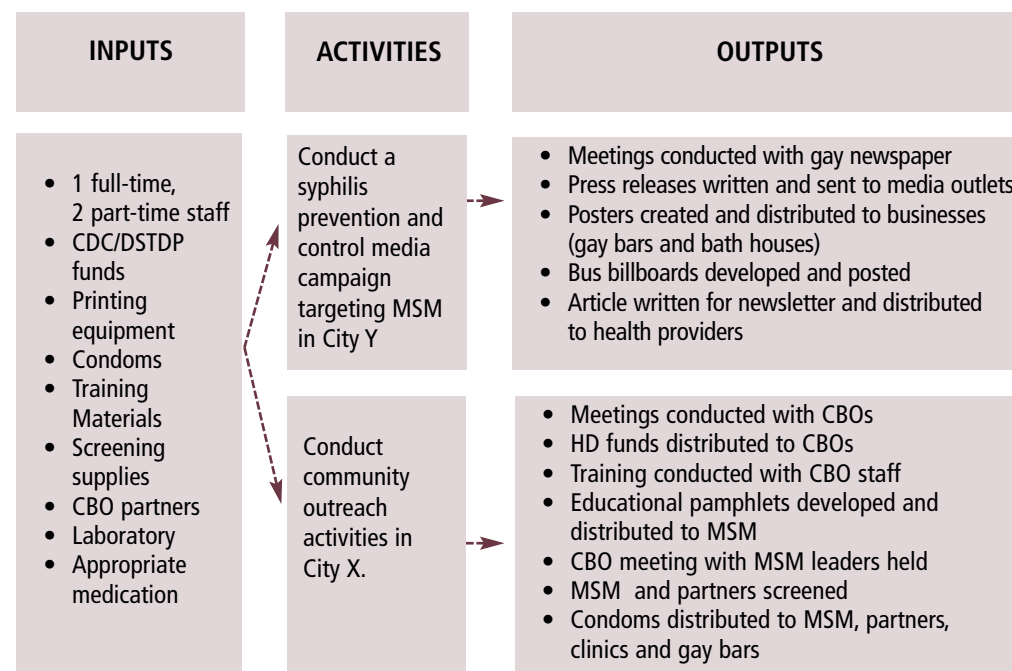 INPUTS
ACTIVITIES
OUTPUTS
• 1 full-time,
2 part-time staff
• CDC/DSTDP
funds
• Printing
equipment
• Condoms
• Training
Materials
• Screening
supplies
• CBO partners
• Laboratory
• Appropriate
medication
Conduct a
syphilis
prevention and
control media
campaign
targeting MSM
in City Y
• Meetings conducted with gay newspaper
• Press releases written and sent to media outlets
• Posters created and distributed to businesses
(gay bars and bath houses)
• Bus billboards developed and posted
• Article written for newsletter and distributed
to health providers
Conduct
community
outreach
activities in
City X.
• Meetings conducted with CBOs
• HD funds distributed to CBOs
• Training conducted with CBO staff
• Educational pamphlets developed and
distributed to MSM
• CBO meeting with MSM leaders held
• MSM and partners screened
• Condoms distributed to MSM, partners,
clinics and gay bars